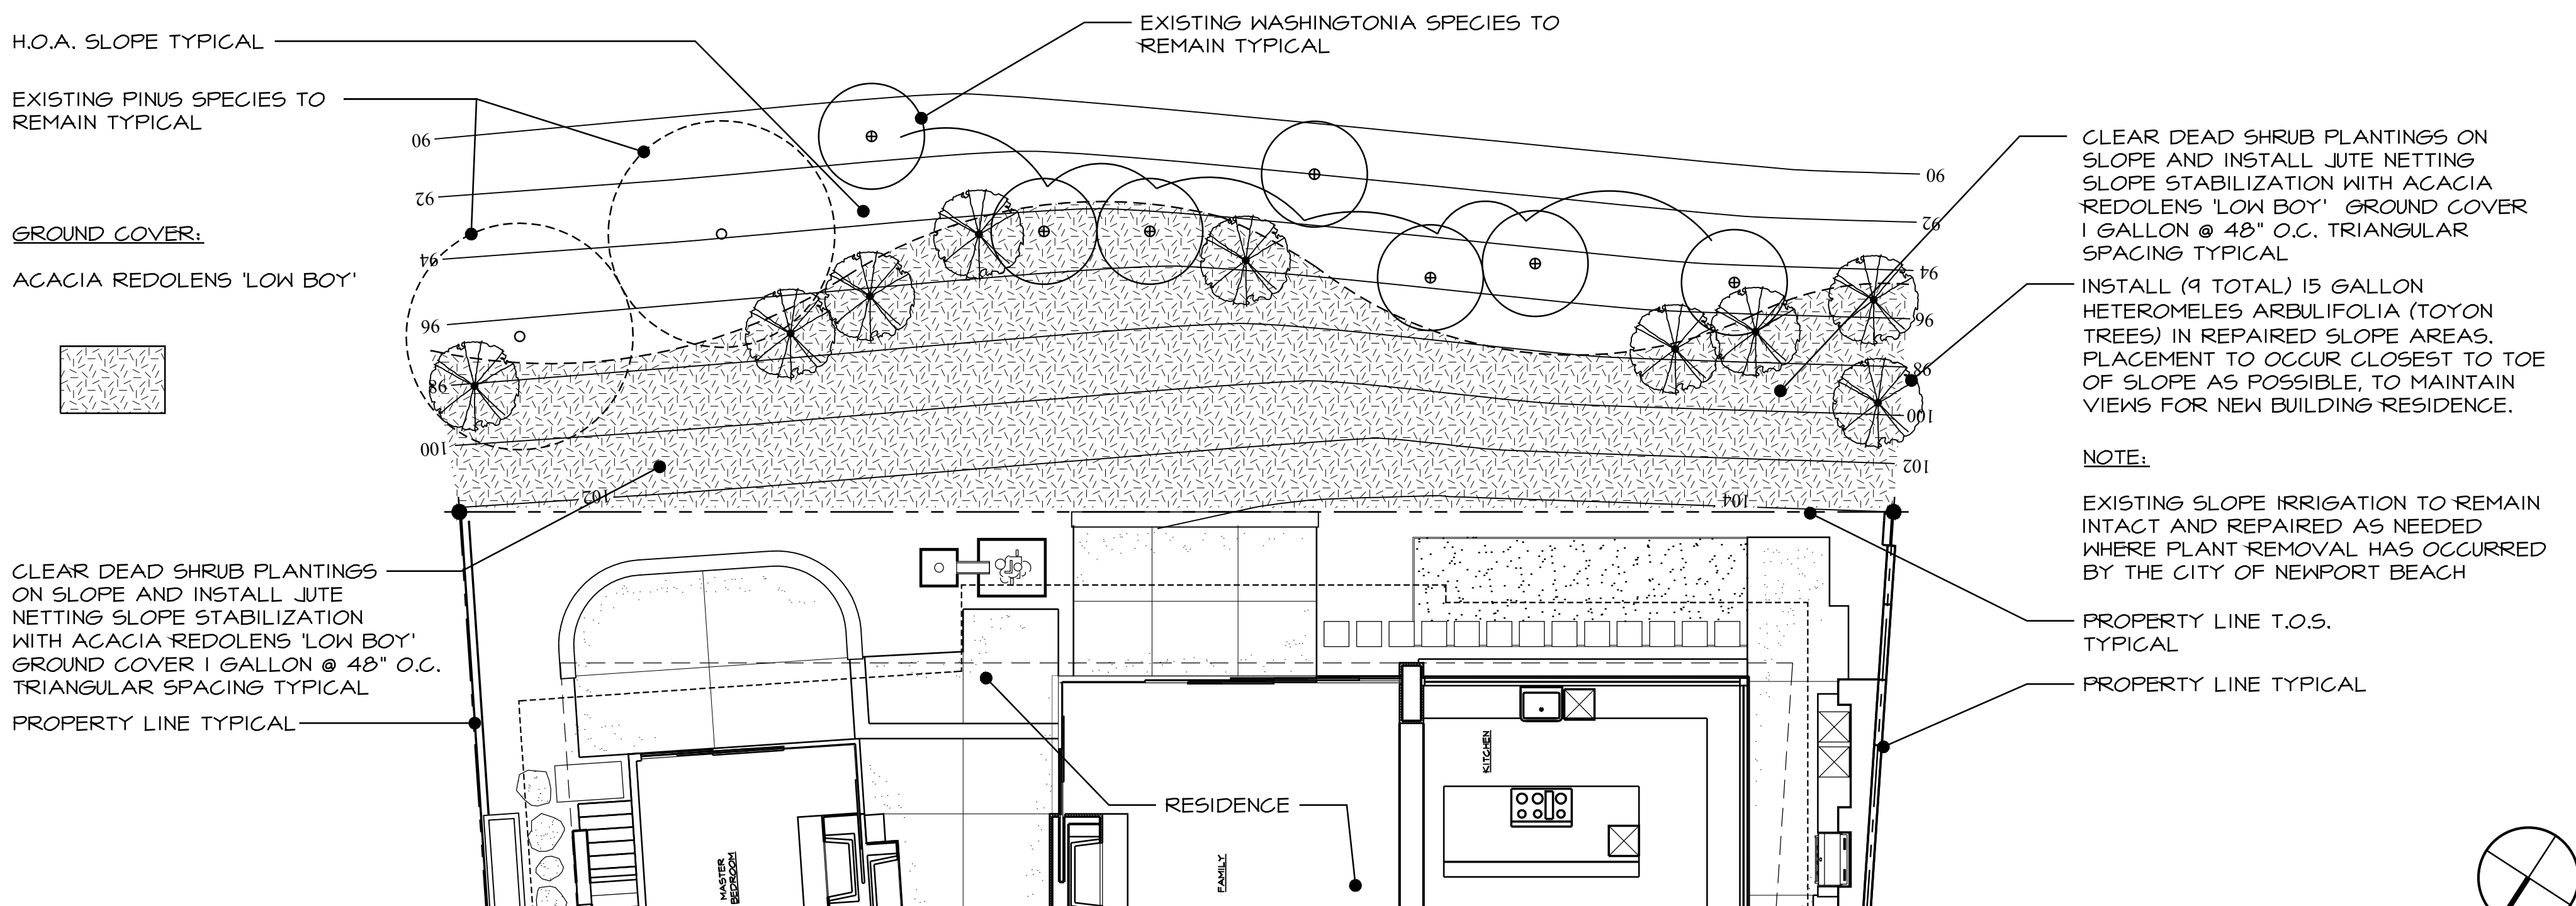 H.O.A. SLOPE TYPICAL
EXISTING PINUS SPECIES TO
REMAIN TYPICAL
GROUND COVER:
ACACIA REDOLENS 'LOW BOY'
CLEAR DEAD SHRUB PLANTINGS
ON SLOPE AND INSTALL JUTE
NETTING SLOPE STABILIZATION
WITH ACACIA REDOLENS 'LOW BOY'
GROUND COVER 1 GALLON @ 48" O.C.
TRIANGULAR SPACING TYPICAL
PROPERTY LINE TYPICAL
EXISTING WASHINGTONIA SPECIES TO
REMAIN TYPICAL
90
92
94
96
98
100
102
90
92
94
96
98
100
102
104
RESIDENCE
MASTER
BEDROOM
FAMILY
KITCHEN
CLEAR DEAD SHRUB PLANTINGS ON
SLOPE AND INSTALL JUTE NETTING
SLOPE STABILIZATION WITH ACACIA
REDOLENS 'LOW BOY' GROUND COVER
1 GALLON @ 48" O.C. TRIANGULAR
SPACING TYPICAL
INSTALL (9 TOTAL) 15 GALLON
HETEROMELES ARBULIFOLIA (TOYON
TREES) IN REPAIRED SLOPE AREAS.
PLACEMENT TO OCCUR CLOSEST TO TOE
OF SLOPE AS POSSIBLE, TO MAINTAIN
VIEWS FOR NEW BUILDING RESIDENCE.
NOTE:
EXISTING SLOPE IRRIGATION TO REMAIN
INTACT AND REPAIRED AS NEEDED
WHERE PLANT REMOVAL HAS OCCURRED
BY THE CITY OF NEWPORT BEACH
PROPERTY LINE T.O.S.
TYPICAL
PROPERTY LINE TYPICAL